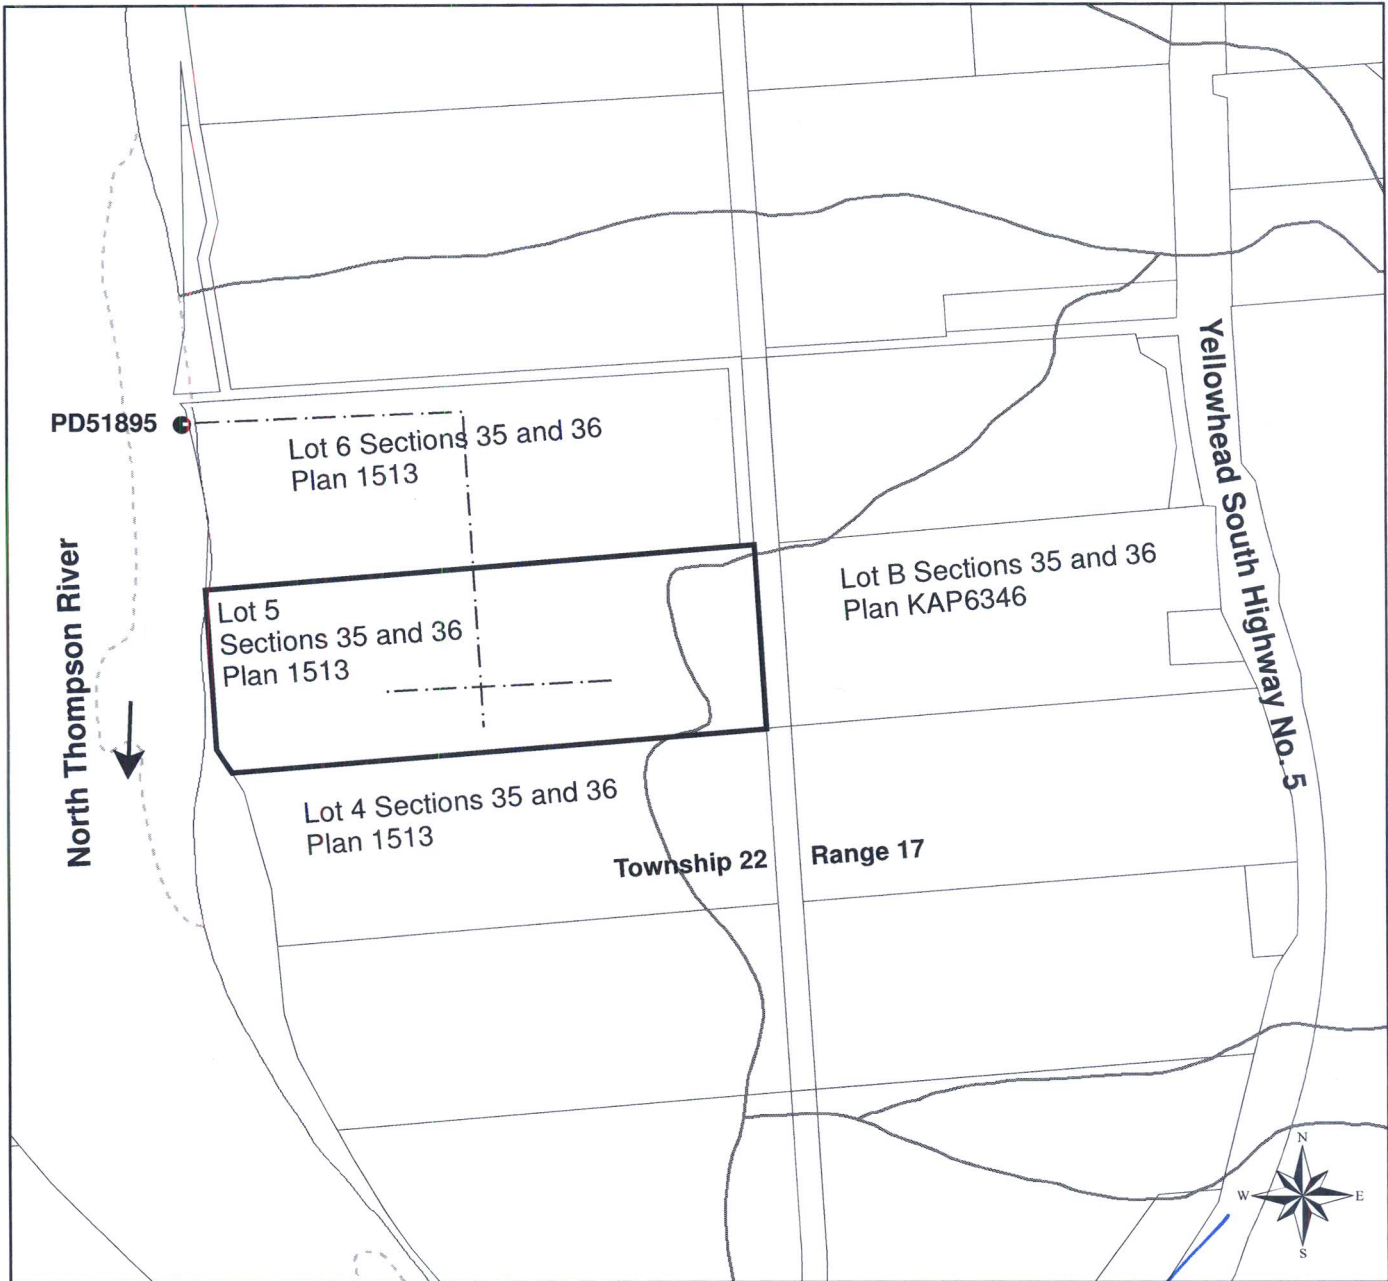 PD51895
Lot 6 Sections 35 and 36
Plan 1513
Yellowhead South Highway No. 5
North Thompson River
Lot 5
Sections 35 and 36
Plan 1513
Lot B Sections 35 and 36
Plan KAP6346
Lot 4 Sections 35 and 36
Plan 1513
Township 22
Range 17
N
W
E
S